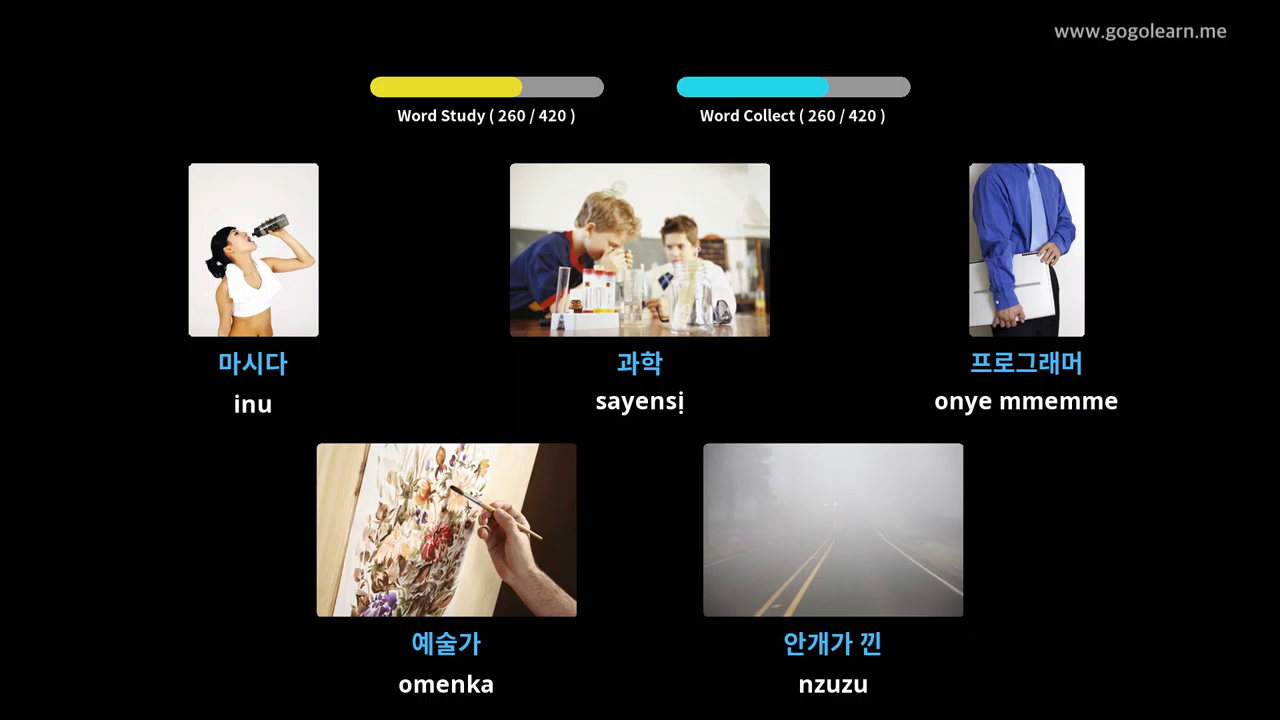 www.gogolearn.me
Word Study ( 260 / 420 )
Word Collect ( 260 / 420 )
마시다
inu
과학
sayensị
프로그래머
onye mmemme
예술가
omenka
안개가 낀
nzuzu